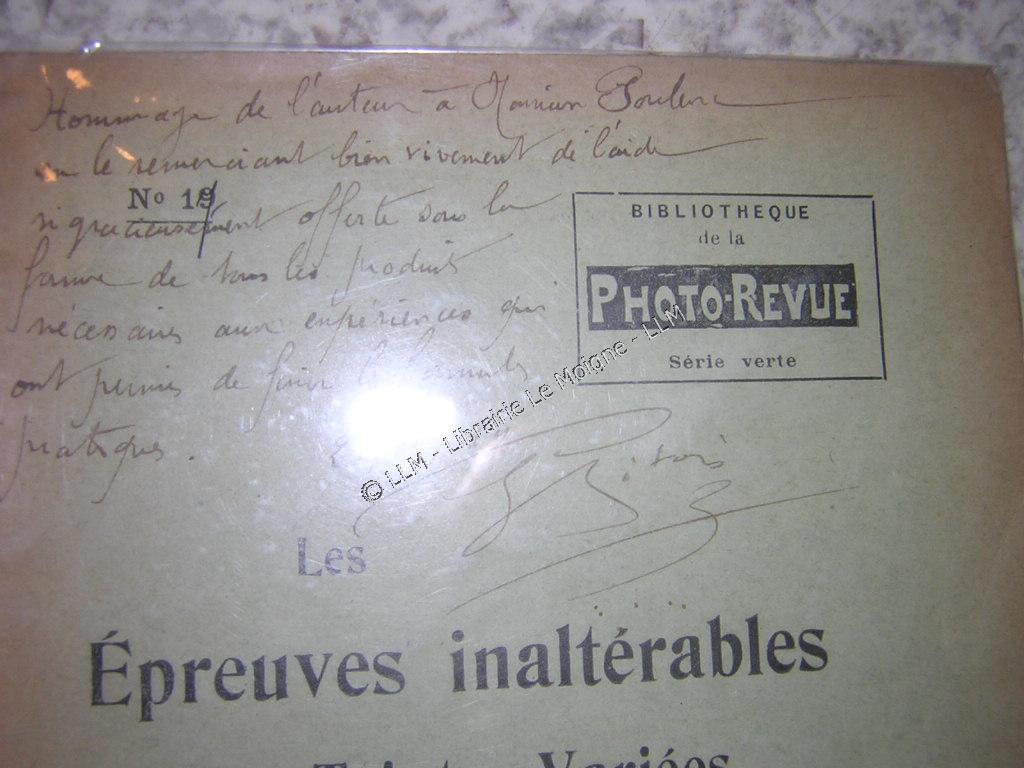 Hommage de l'auteur à Monsieur Poulenc
en le remerciant bien vivement de l'aide
si gracieusement offerte sous la
forme de tous les produits
nécessaires aux expériences qui
ont permis de formules
pratiques.
No 19
BIBLIOTHEQUE
de la
PHOTO-REVUE
Série verte
© LLM - Librairie Le Moigne - LLM
Les
Épreuves inaltérables
Variées